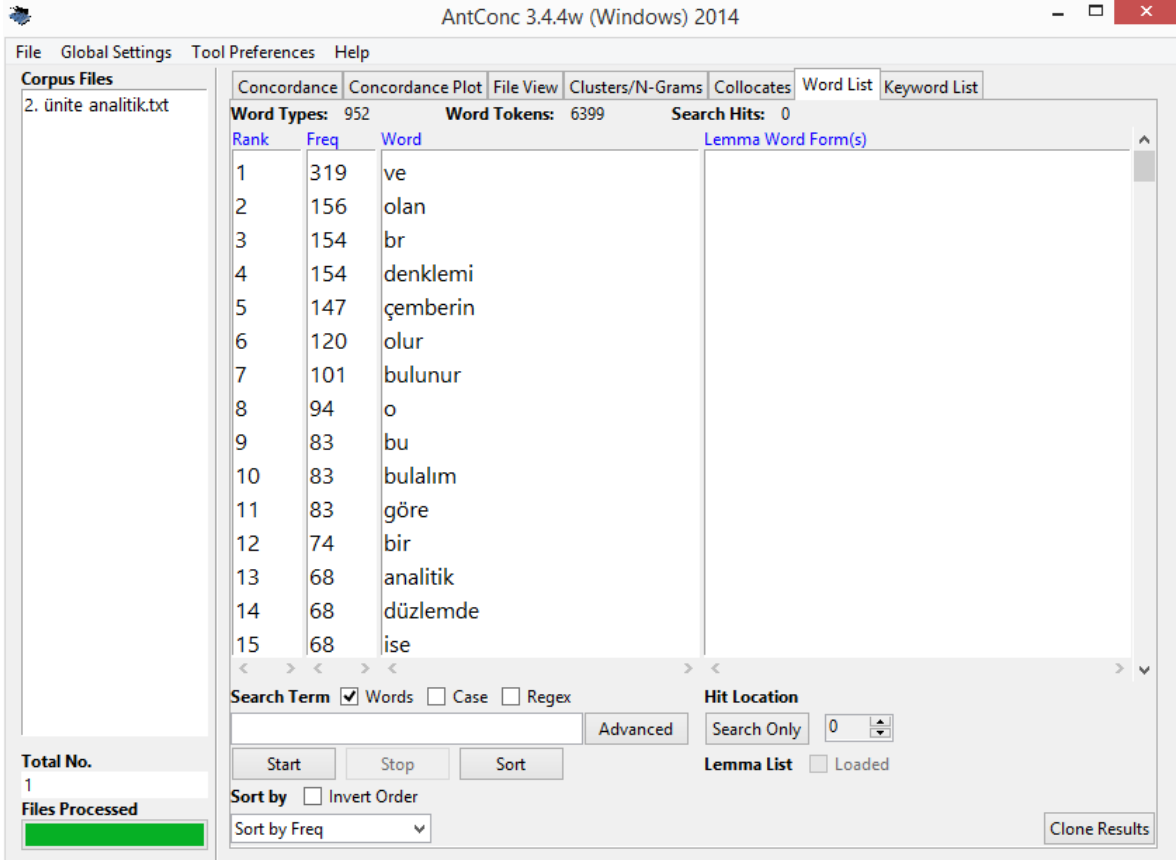 AntConc 3.4.4w (Windows) 2014
File Global Settings Tool Preferences Help
Corpus Files
2. ünite analitik.txt
Concordance Concordance Plot File View Clusters/N-Grams Collocates Word List Keyword List
Word Types: 952 Word Tokens: 6399 Search Hits: 0
Rank Freq Word Lemma Word Form(s)
1 319 ve
2 156 olan
3 154 br
4 154 denklemi
5 147 çemberin
6 120 olur
7 101 bulunur
8 94 o
9 83 bu
10 83 bulalım
11 83 göre
12 74 bir
13 68 analitik
14 68 düzlemde
15 68 ise
Search Term Words Case Regex Hit Location
Advanced Search Only 0
Total No.
1
Start Stop Sort Lemma List Loaded
Files Processed
Sort by Invert Order
Sort by Freq Clone Results